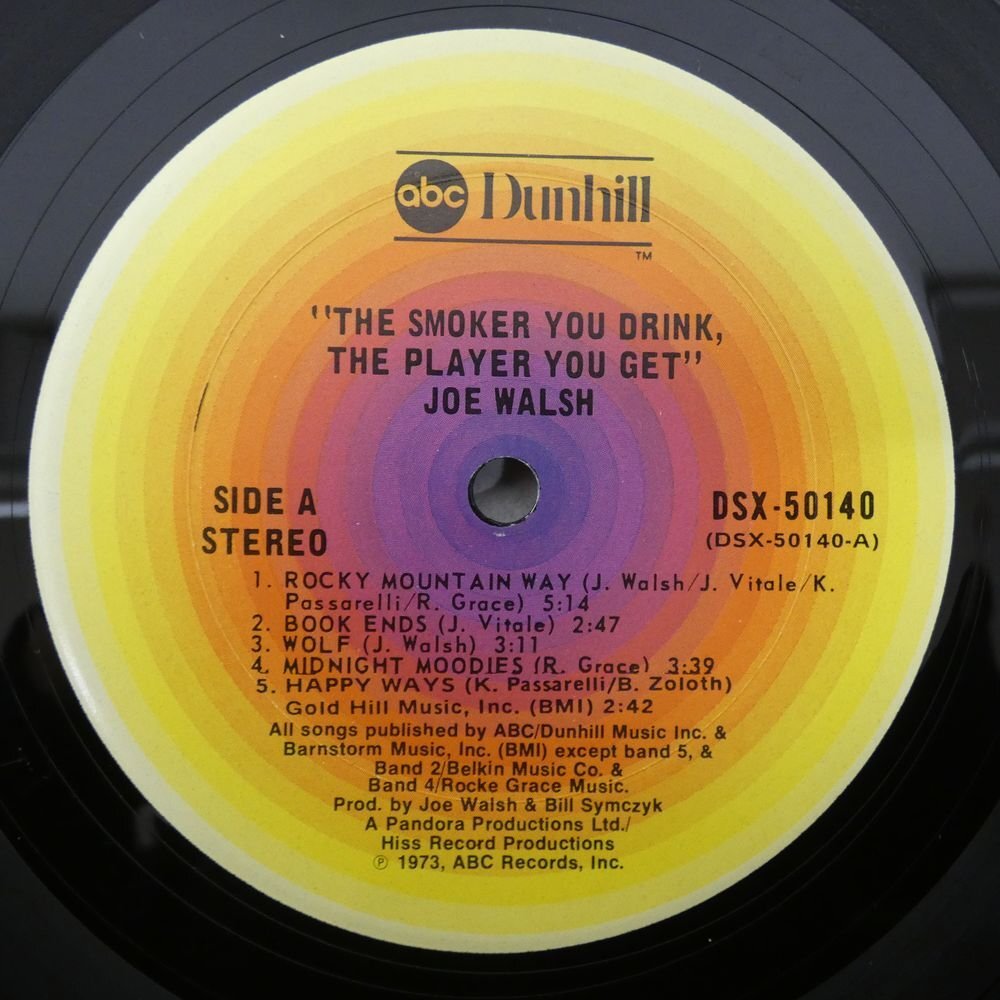 abc Dunhill
TM
"THE SMOKER YOU DRINK,
THE PLAYER YOU GET"
JOE WALSH
SIDE A
STEREO
DSX-50140
(DSX-50140-A)
1. ROCKY MOUNTAIN WAY (J. Walsh/J. Vitale/K.
Passarelli/R. Grace) 5:14
2. BOOK ENDS (J. Vitale) 2:47
3. WOLF (J. Walsh) 3:11
4. MIDNIGHT MOODIES (R. Grace) 3:39
5. HAPPY WAYS (K. Passarelli/B. Zoloth)
Gold Hill Music, Inc. (BMI) 2:42
All songs published by ABC/Dunhill Music Inc. &
Barnstorm Music, Inc. (BMI) except band 5, &
Band 2/Belkin Music Co. &
Band 4/Rocke Grace Music.
Prod. by Joe Walsh & Bill Symczyk
A Pandora Productions Ltd./
Hiss Record Productions
℗ 1973, ABC Records, Inc.